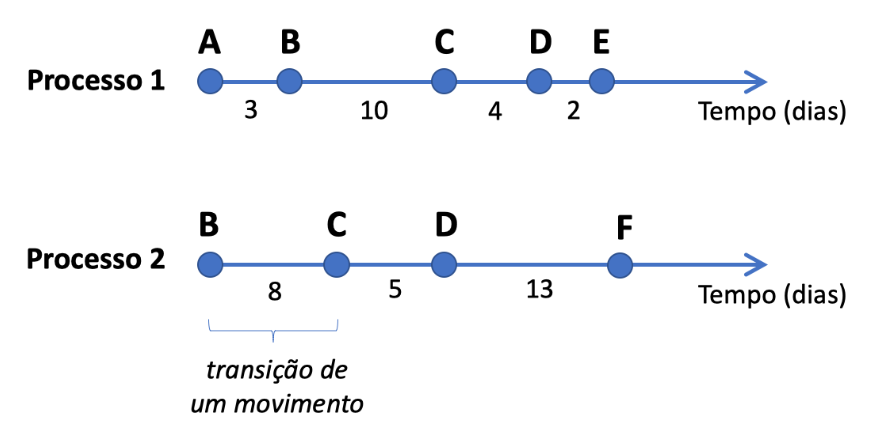 A B C D E
Processo 1
3 10 4 2
Tempo (dias)
B C D F
Processo 2
8 5 13
Tempo (dias)
transição de
um movimento